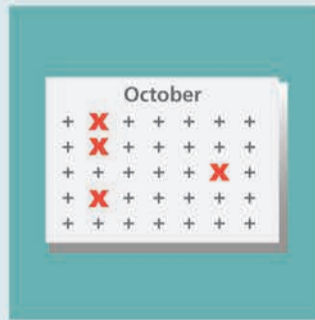 October
+ X + + + + +
+ X + + + + +
+ + + + + X +
+ X + + + + +
+ + + + + + +